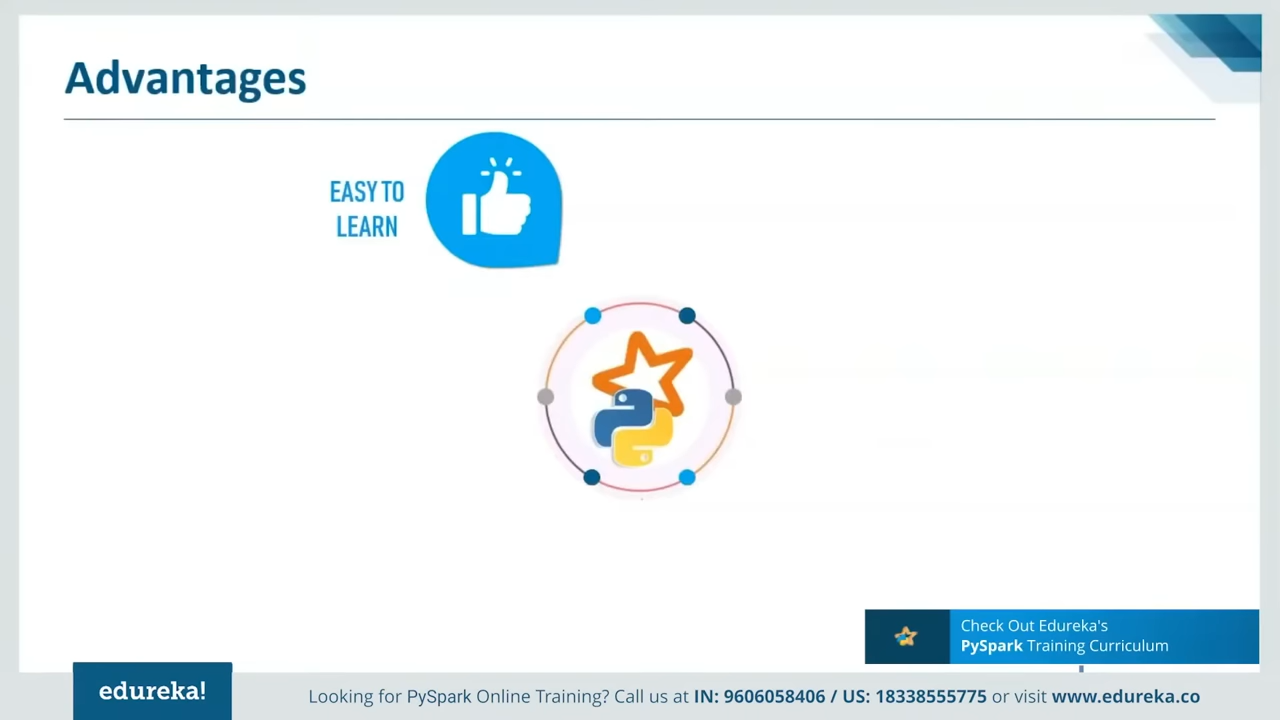 Advantages
EASY TO
LEARN
Check Out Edureka's
PySpark Training Curriculum
edureka!
Looking for PySpark Online Training? Call us at IN: 9606058406 / US: 18338555775 or visit www.edureka.co